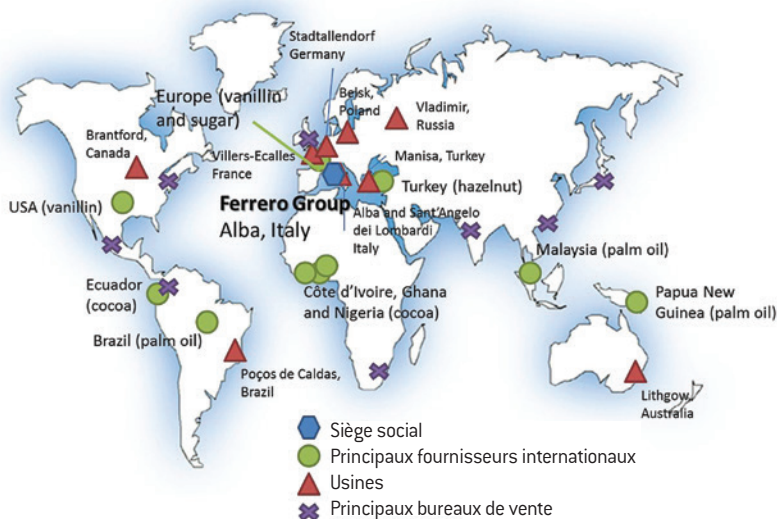 Stadtallendorf
Germany
Europe (vanillin
and sugar)
Belsk,
Poland
Vladimir,
Russia
Brantford,
Canada
Villers-Ecalles
France
Manisa, Turkey
USA (vanillin)
Turkey (hazelnut)
Ferrero Group
Alba, Italy
Alba and Sant'Angelo
dei Lombardi
Italy
Malaysia (palm oil)
Ecuador
(cocoa)
Côte d'Ivoire, Ghana
and Nigeria (cocoa)
Papua New
Guinea (palm oil)
Brazil (palm oil)
Poços de Caldas,
Brazil
Lithgow,
Australia
Siège social
Principaux fournisseurs internationaux
Usines
Principaux bureaux de vente